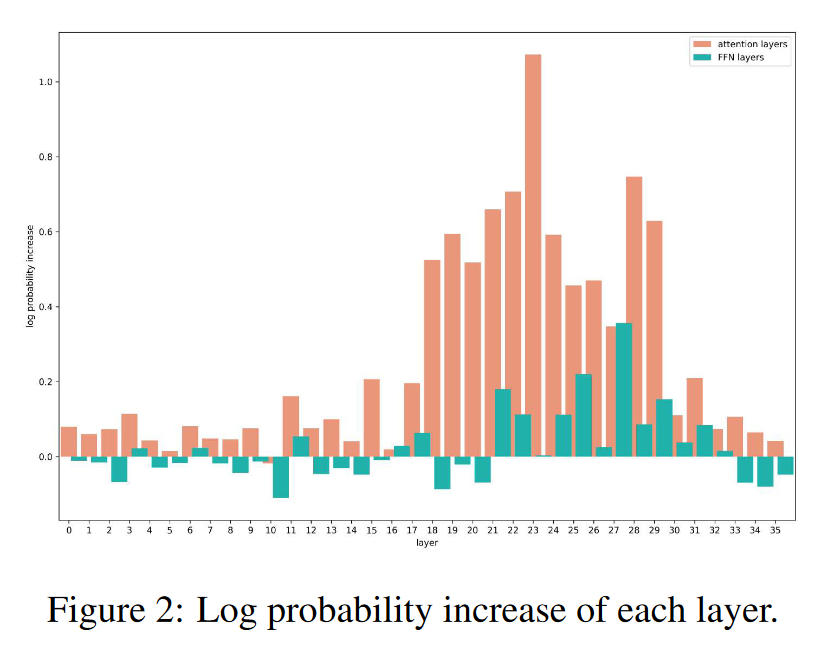 attention layers
FFN layers
1.0
0.8
0.6
0.4
0.2
0.0
log probability increase
0 1 2 3 4 5 6 7 8 9 10 11 12 13 14 15 16 17 18 19 20 21 22 23 24 25 26 27 28 29 30 31 32 33 34 35
layer
Figure 2: Log probability increase of each layer.